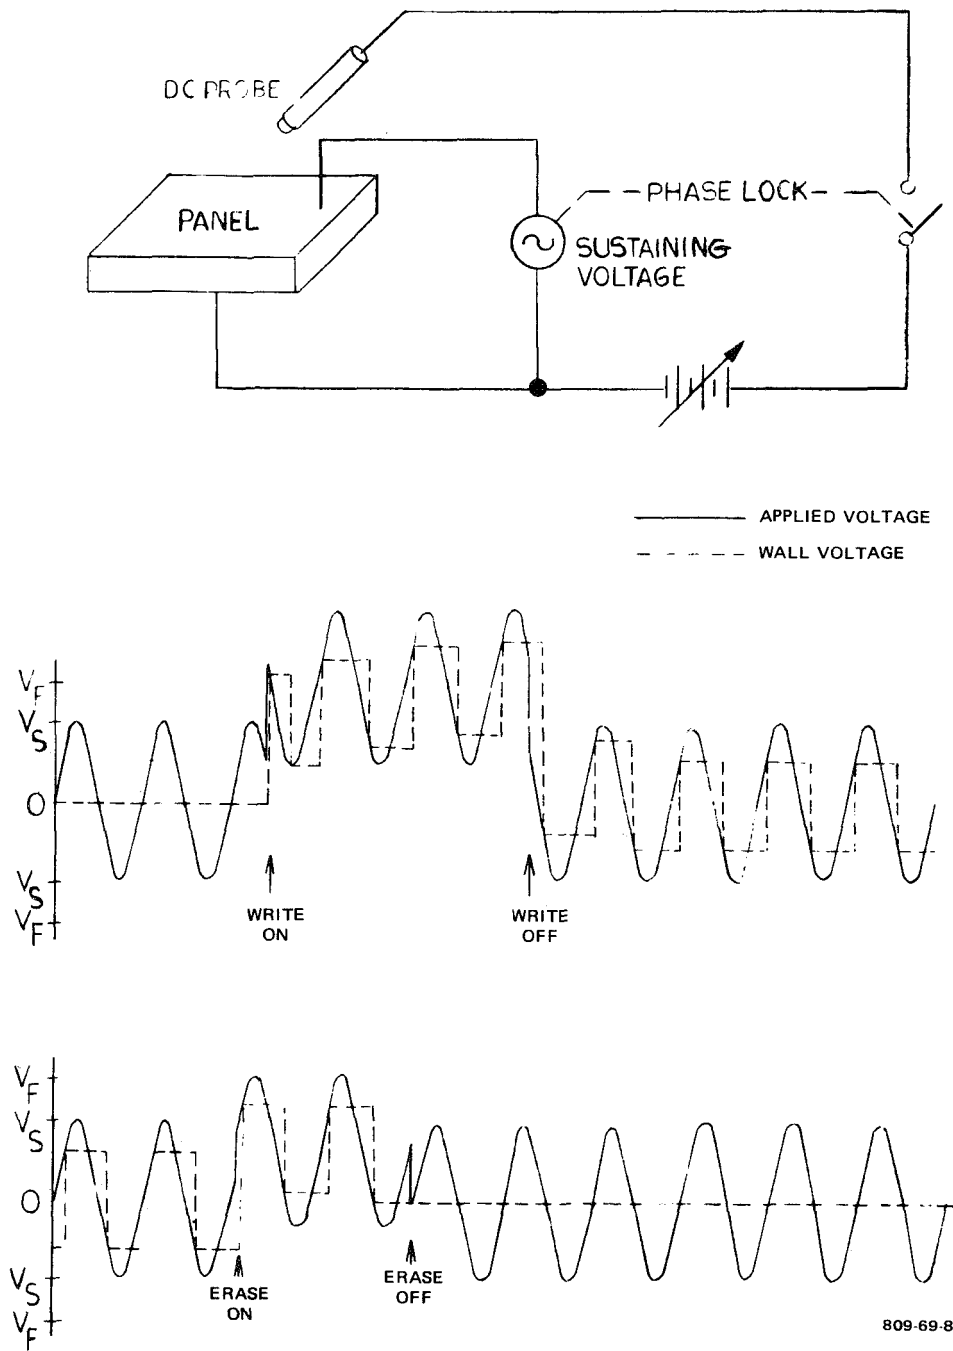 DC PROBE
PANEL
PHASE LOCK
SUSTAINING
VOLTAGE
APPLIED VOLTAGE
WALL VOLTAGE
VF
VS
O
VS
VF
WRITE
ON
WRITE
OFF
VF
VS
O
VS
VF
ERASE
ON
ERASE
OFF
809-69-8